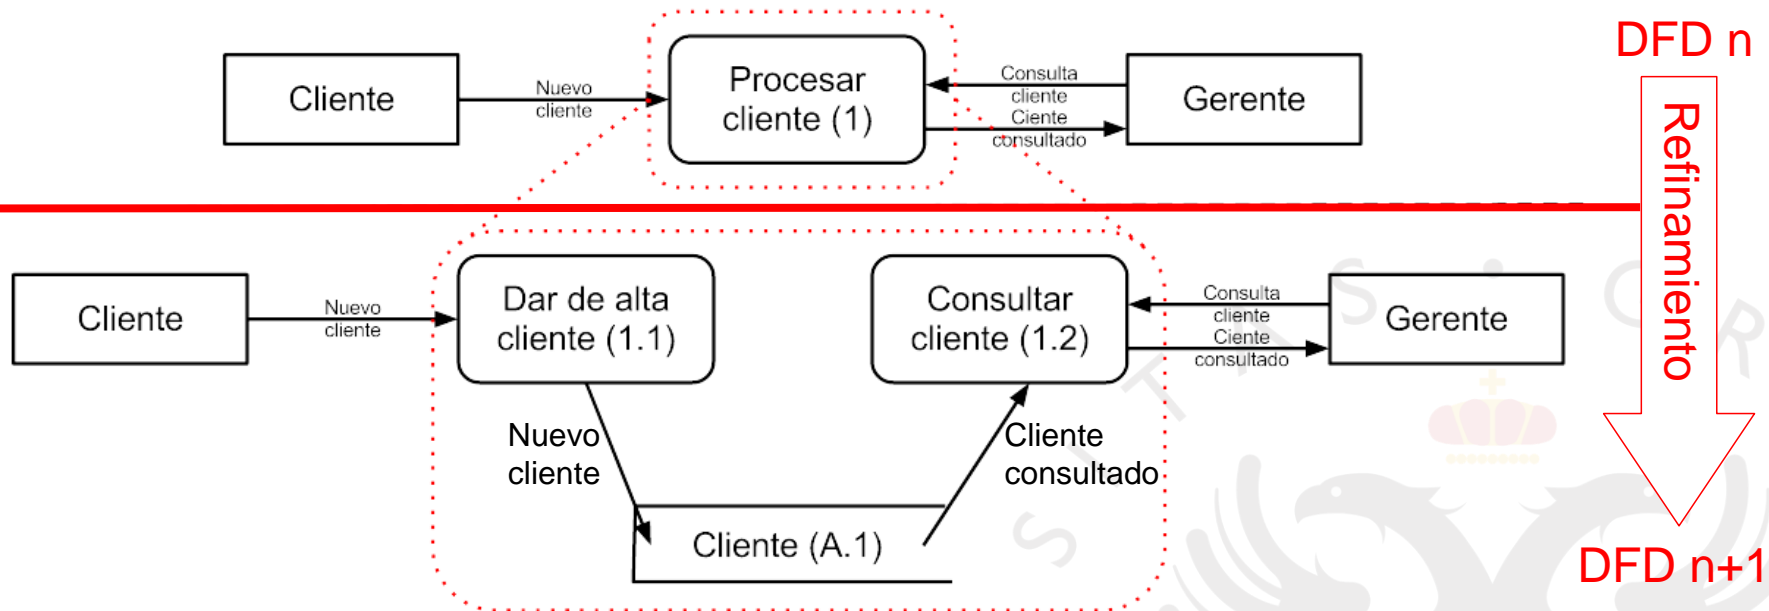 DFD n
Cliente
Nuevo
cliente
Procesar
cliente (1)
Consulta
cliente
Ciente
consultado
Gerente
Refinamiento
Cliente
Nuevo
cliente
Dar de alta
cliente (1.1)
Consultar
cliente (1.2)
Consulta
cliente
Ciente
consultado
Gerente
Nuevo
cliente
Cliente
consultado
Cliente (A.1)
DFD n+1
S I T A S · C A R